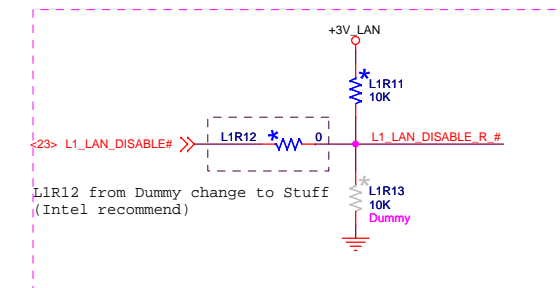 +3V_LAN
L1R11
10K
<23> L1_LAN_DISABLE#
L1R12
0
L1_LAN_DISABLE_R_#
L1R12 from Dummy change to Stuff
(Intel recommend)
L1R13
10K
Dummy